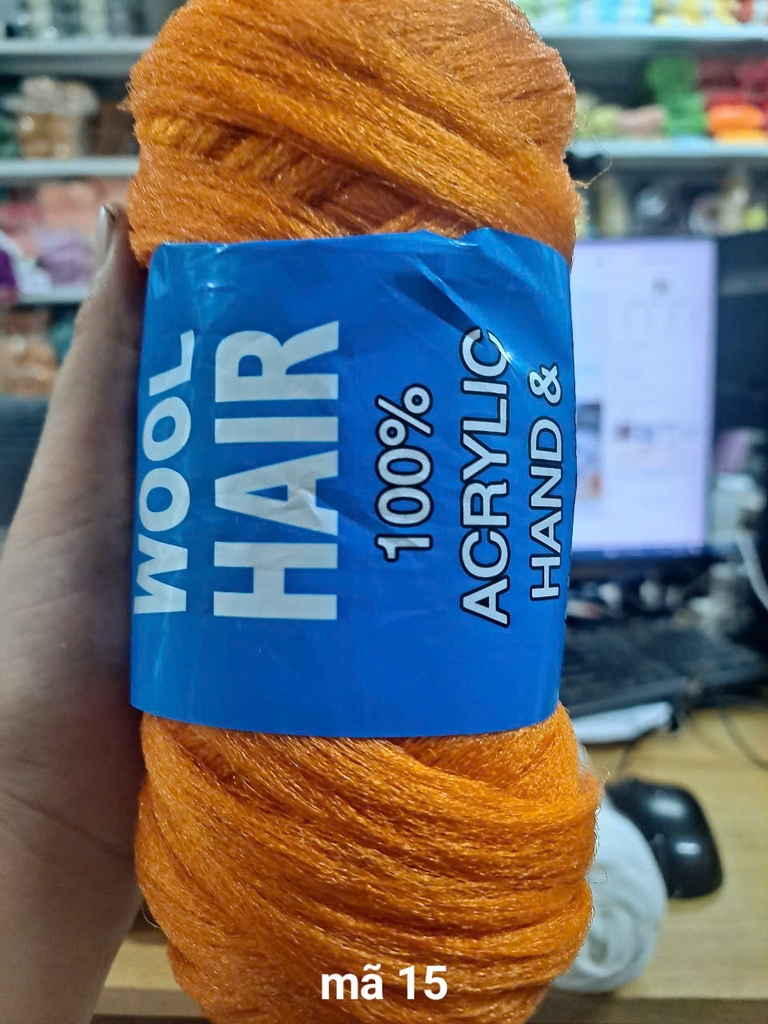 WOOL
HAIR
100%
ACRYLIC
HAND &
mã 15